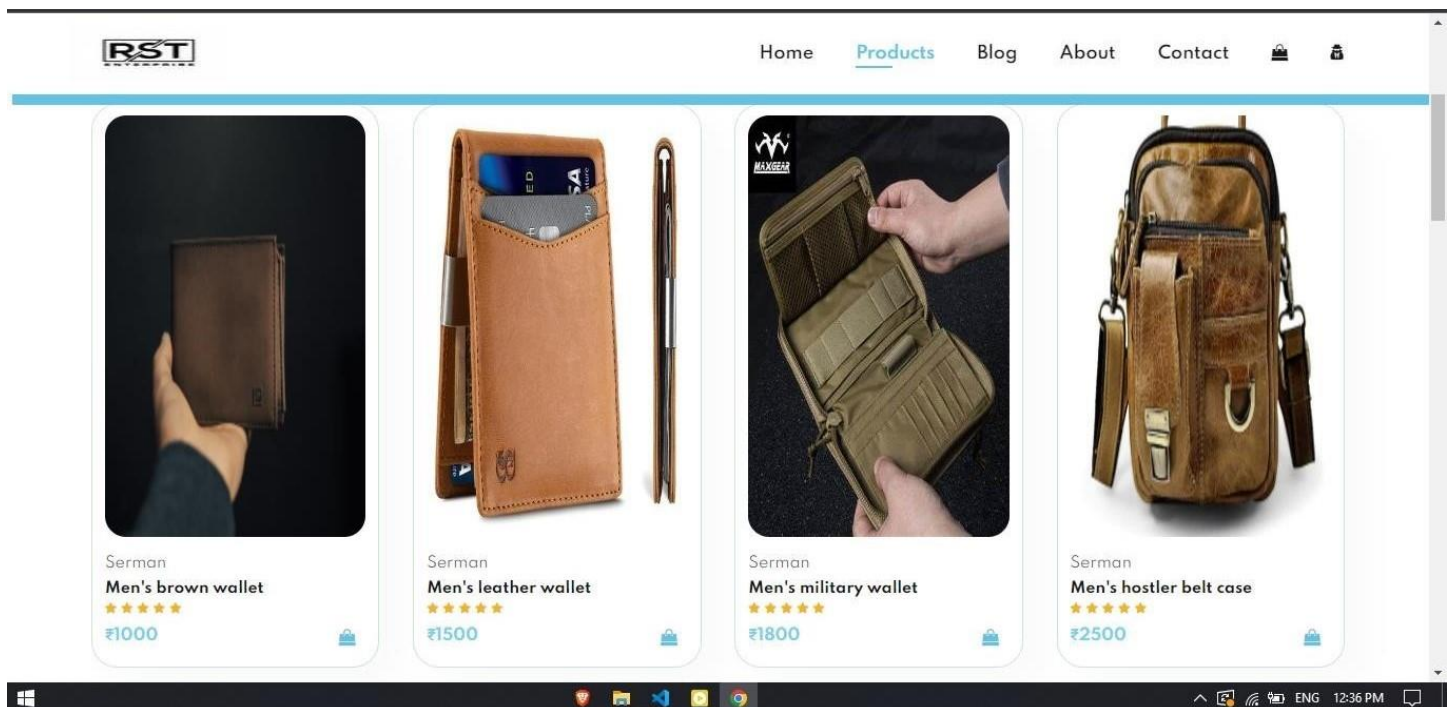 RST
ENTERPRISE
Home Products Blog About Contact
MAXGEAR
Serman
Men's brown wallet
₹1000
Serman
Men's leather wallet
₹1500
Serman
Men's military wallet
₹1800
Serman
Men's hostler belt case
₹2500
ENG 12:36 PM